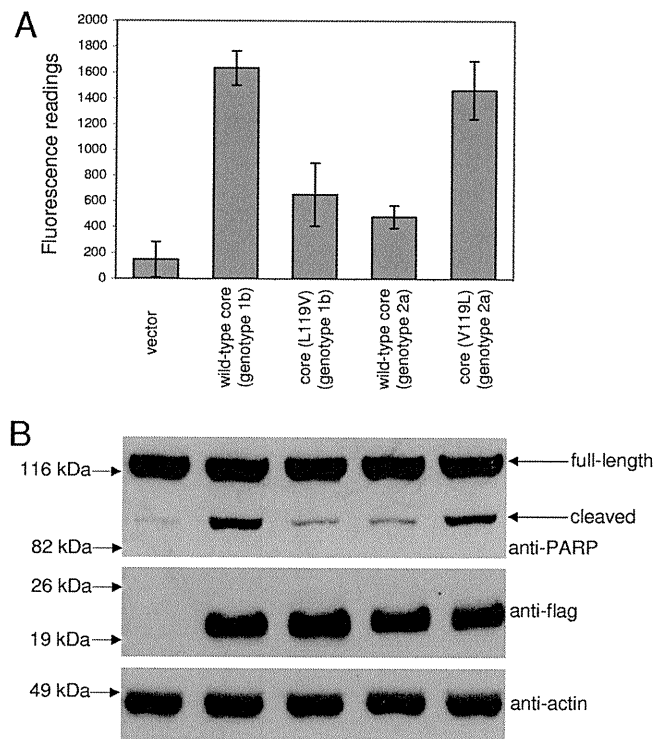 A
Fluorescence readings
2000
1800
1600
1400
1200
1000
800
600
400
200
0
vector
wild-type core
(genotype 1b)
core (L119V)
(genotype 1b)
wild-type core
(genotype 2a)
core (V119L)
(genotype 2a)
B
116 kDa
full-length
cleaved
82 kDa
anti-PARP
26 kDa
anti-flag
19 kDa
49 kDa
anti-actin